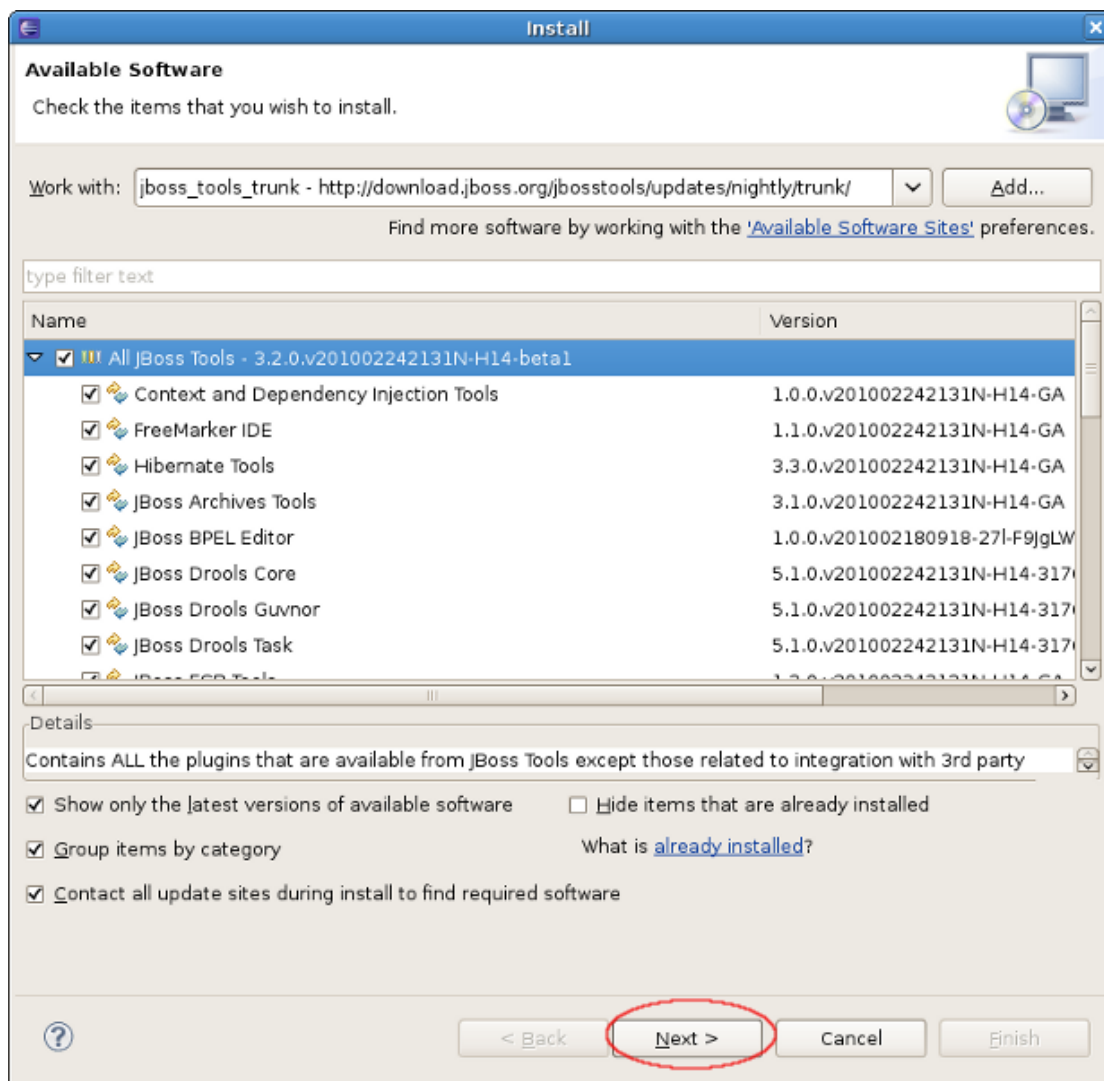 Install
Available Software
Check the items that you wish to install.
Work with: jboss_tools_trunk - http://download.jboss.org/jbosstools/updates/nightly/trunk/ Add...
Find more software by working with the 'Available Software Sites' preferences.
type filter text
Name Version
All JBoss Tools - 3.2.0.v201002242131N-H14-beta1
Context and Dependency Injection Tools 1.0.0.v201002242131N-H14-GA
FreeMarker IDE 1.1.0.v201002242131N-H14-GA
Hibernate Tools 3.3.0.v201002242131N-H14-GA
JBoss Archives Tools 3.1.0.v201002242131N-H14-GA
JBoss BPEL Editor 1.0.0.v201002180918-27l-F9JgLW
JBoss Drools Core 5.1.0.v201002242131N-H14-317
JBoss Drools Guvnor 5.1.0.v201002242131N-H14-317
JBoss Drools Task 5.1.0.v201002242131N-H14-317
Details
Contains ALL the plugins that are available from JBoss Tools except those related to integration with 3rd party
Show only the latest versions of available software Hide items that are already installed
Group items by category What is already installed?
Contact all update sites during install to find required software
? < Back Next > Cancel Finish